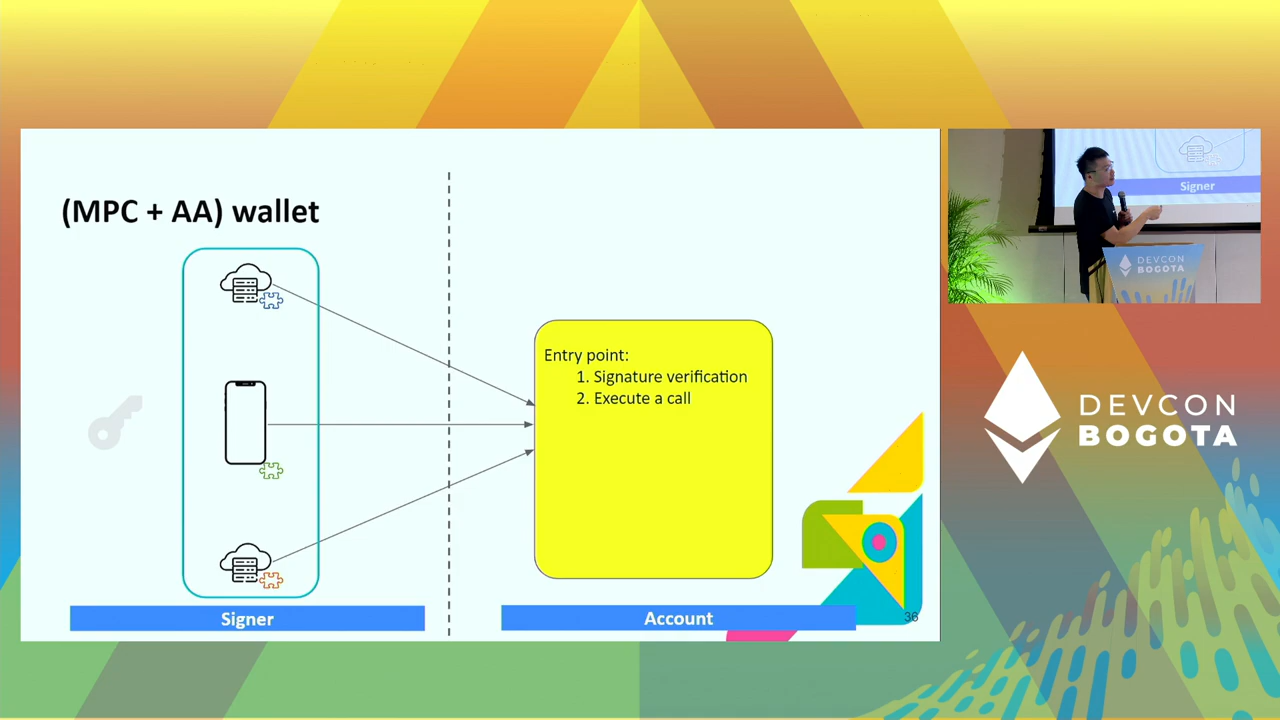 (MPC + AA) wallet
Entry point:
1. Signature verification
2. Execute a call
Signer
Account
36
Signer
DEVCON
BOGOTA
DEVCON
BOGOTA